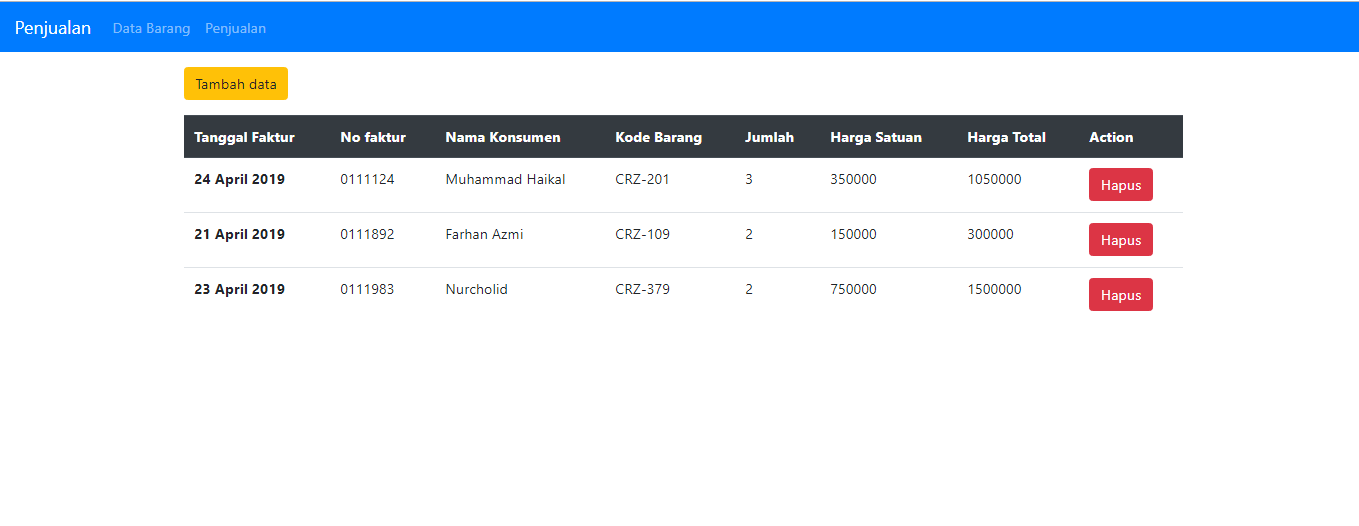 Penjualan Data Barang Penjualan
Tambah data
Tanggal Faktur No faktur Nama Konsumen Kode Barang Jumlah Harga Satuan Harga Total Action
24 April 2019 0111124 Muhammad Haikal CRZ-201 3 350000 1050000 Hapus
21 April 2019 0111892 Farhan Azmi CRZ-109 2 150000 300000 Hapus
23 April 2019 0111983 Nurcholid CRZ-379 2 750000 1500000 Hapus